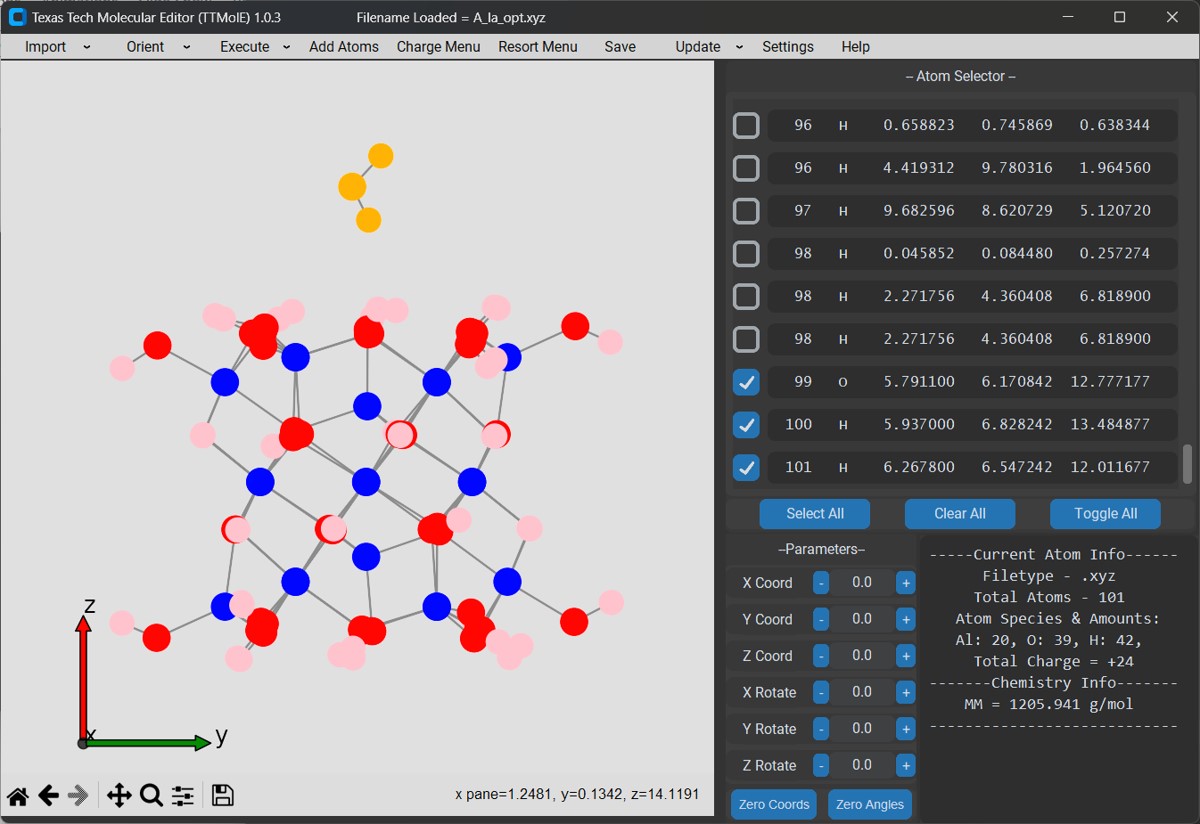 Texas Tech Molecular Editor (TTMolE) 1.0.3 Filename Loaded = A_la_opt.xyz
Import Orient Execute Add Atoms Charge Menu Resort Menu Save Update Settings Help
-- Atom Selector --
96 H 0.658823 0.745869 0.638344
96 H 4.419312 9.780316 1.964560
97 H 9.682596 8.620729 5.120720
98 H 0.045852 0.084480 0.257274
98 H 2.271756 4.360408 6.818900
98 H 2.271756 4.360408 6.818900
99 O 5.791100 6.170842 12.777177
100 H 5.937000 6.828242 13.484877
101 H 6.267800 6.547242 12.011677
Select All Clear All Toggle All
--Parameters--
X Coord - 0.0 +
Y Coord - 0.0 +
Z Coord - 0.0 +
X Rotate - 0.0 +
Y Rotate - 0.0 +
Z Rotate - 0.0 +
Zero Coords Zero Angles
-----Current Atom Info------
Filetype - .xyz
Total Atoms - 101
Atom Species & Amounts:
Al: 20, O: 39, H: 42,
Total Charge = +24
-------Chemistry Info-------
MM = 1205.941 g/mol
----------------------------
z
x
y
x pane=1.2481, y=0.1342, z=14.1191